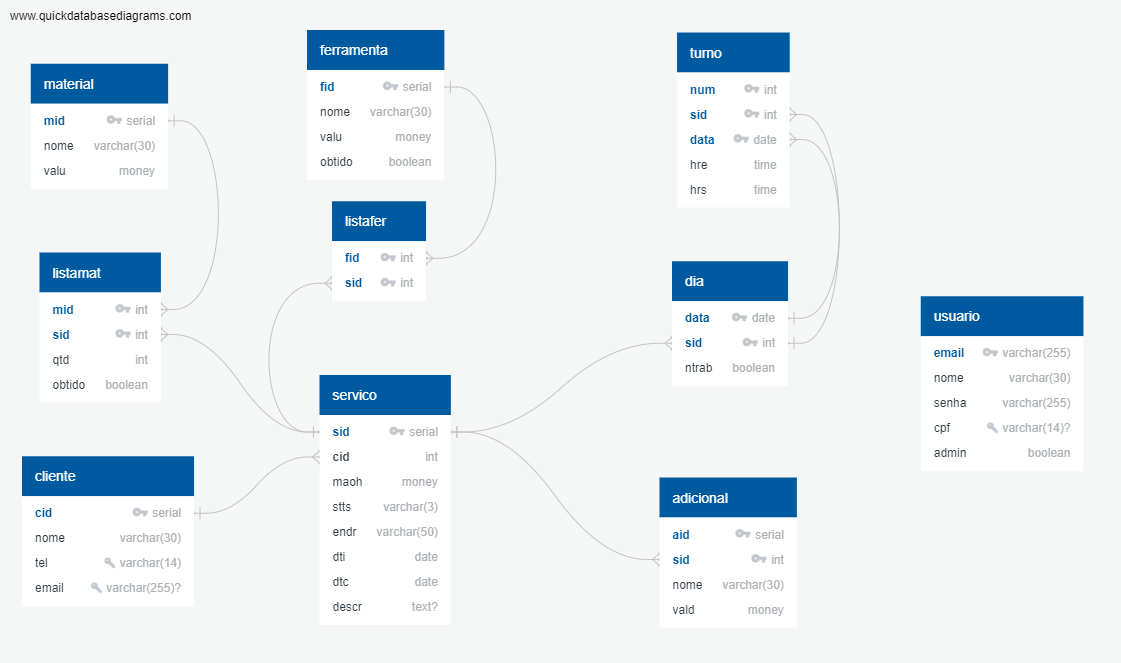 www.quickdatabasediagrams.com
material
mid serial
nome varchar(30)
valu money
ferramenta
fid serial
nome varchar(30)
valu money
obtido boolean
turno
num int
sid int
data date
hre time
hrs time
listafer
fid int
sid int
listamat
mid int
sid int
qtd int
obtido boolean
dia
data date
sid int
ntrab boolean
usuario
email varchar(255)
nome varchar(30)
senha varchar(255)
cpf varchar(14)?
admin boolean
servico
sid serial
cid int
maoh money
stts varchar(3)
endr varchar(50)
dti date
dtc date
descr text?
cliente
cid serial
nome varchar(30)
tel varchar(14)
email varchar(255)?
adicional
aid serial
sid int
nome varchar(30)
vald money